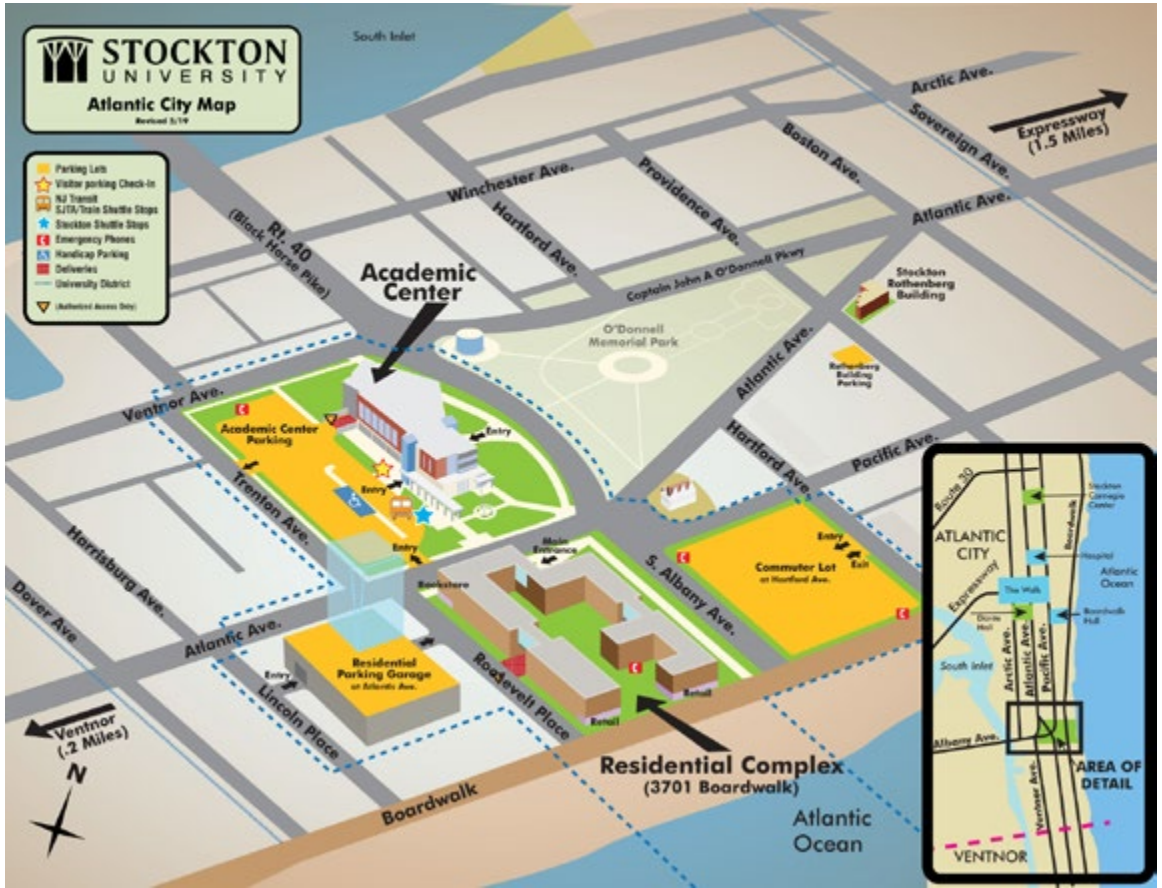 STOCKTON
UNIVERSITY
Atlantic City Map
Revised 2/19
Parking Lots
Visitor parking Check-In
NJ Transit
SJTA/Train Shuttle Stops
Stockton Shuttle Stops
Emergency Phones
Handicap Parking
Deliveries
University District
(Authorized Access Only)
South Inlet
Arctic Ave.
Sovereign Ave.
Expressway
(1.5 Miles)
Boston Ave.
Providence Ave.
Winchester Ave.
Hartford Ave.
Atlantic Ave.
Rt. 40
(Black Horse Pike)
Captain John A O'Donnell Pkwy
Academic
Center
Stockton
Rothenberg
Building
O'Donnell
Memorial Park
Atlantic Ave.
Rothenberg
Building
Parking
Ventnor Ave.
Academic Center
Parking
Entry
Hartford Ave.
Pacific Ave.
Trenton Ave.
Entry
Entry
Main
Entrance
Bookstore
S. Albany Ave.
Entry
Exit
Commuter Lot
at Hartford Ave.
Harrisburg Ave.
Dover Ave
Atlantic Ave.
Residential
Parking Garage
at Atlantic Ave.
Entry
Lincoln Place
Roosevelt Place
Retail
Retail
Ventnor
(.2 Miles)
N
Residential Complex
(3701 Boardwalk)
Boardwalk
Atlantic
Ocean
Route 30
Stockton
Carnegie
Center
Boardwalk
ATLANTIC
CITY
Hospital
Atlantic
Ocean
Expressway
The Walk
Dante
Hall
Boardwalk
Hall
Arctic Ave.
Atlantic Ave.
Pacific Ave.
South Inlet
Albany Ave.
AREA OF
DETAIL
Ventnor Ave.
VENTNOR